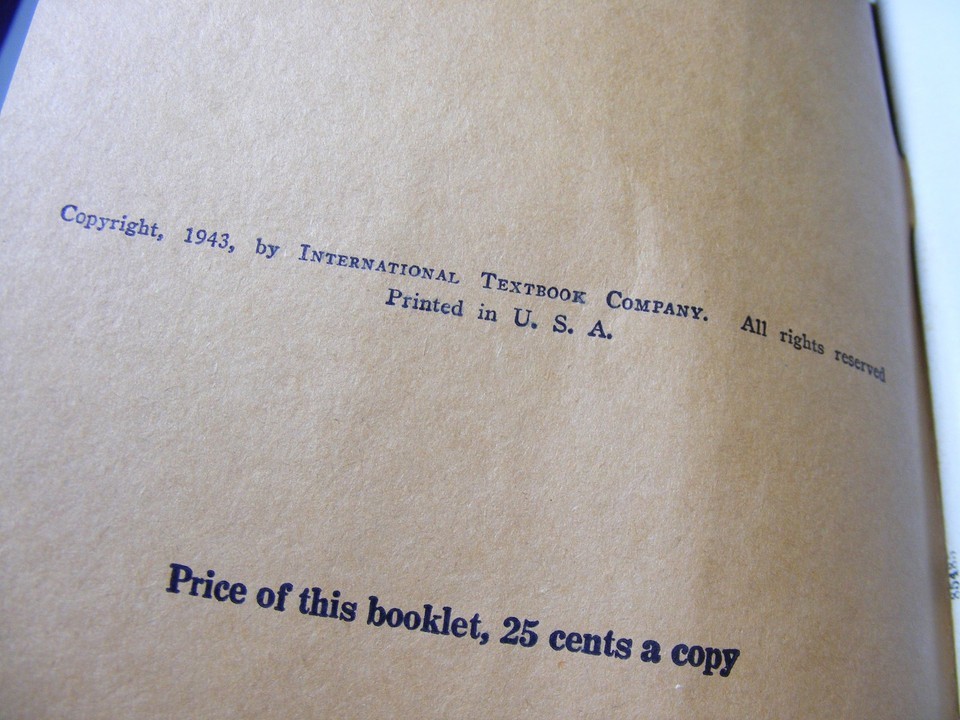 Copyright, 1943, by INTERNATIONAL TEXTBOOK COMPANY. All rights reserved
Printed in U. S. A.
Price of this booklet, 25 cents a copy